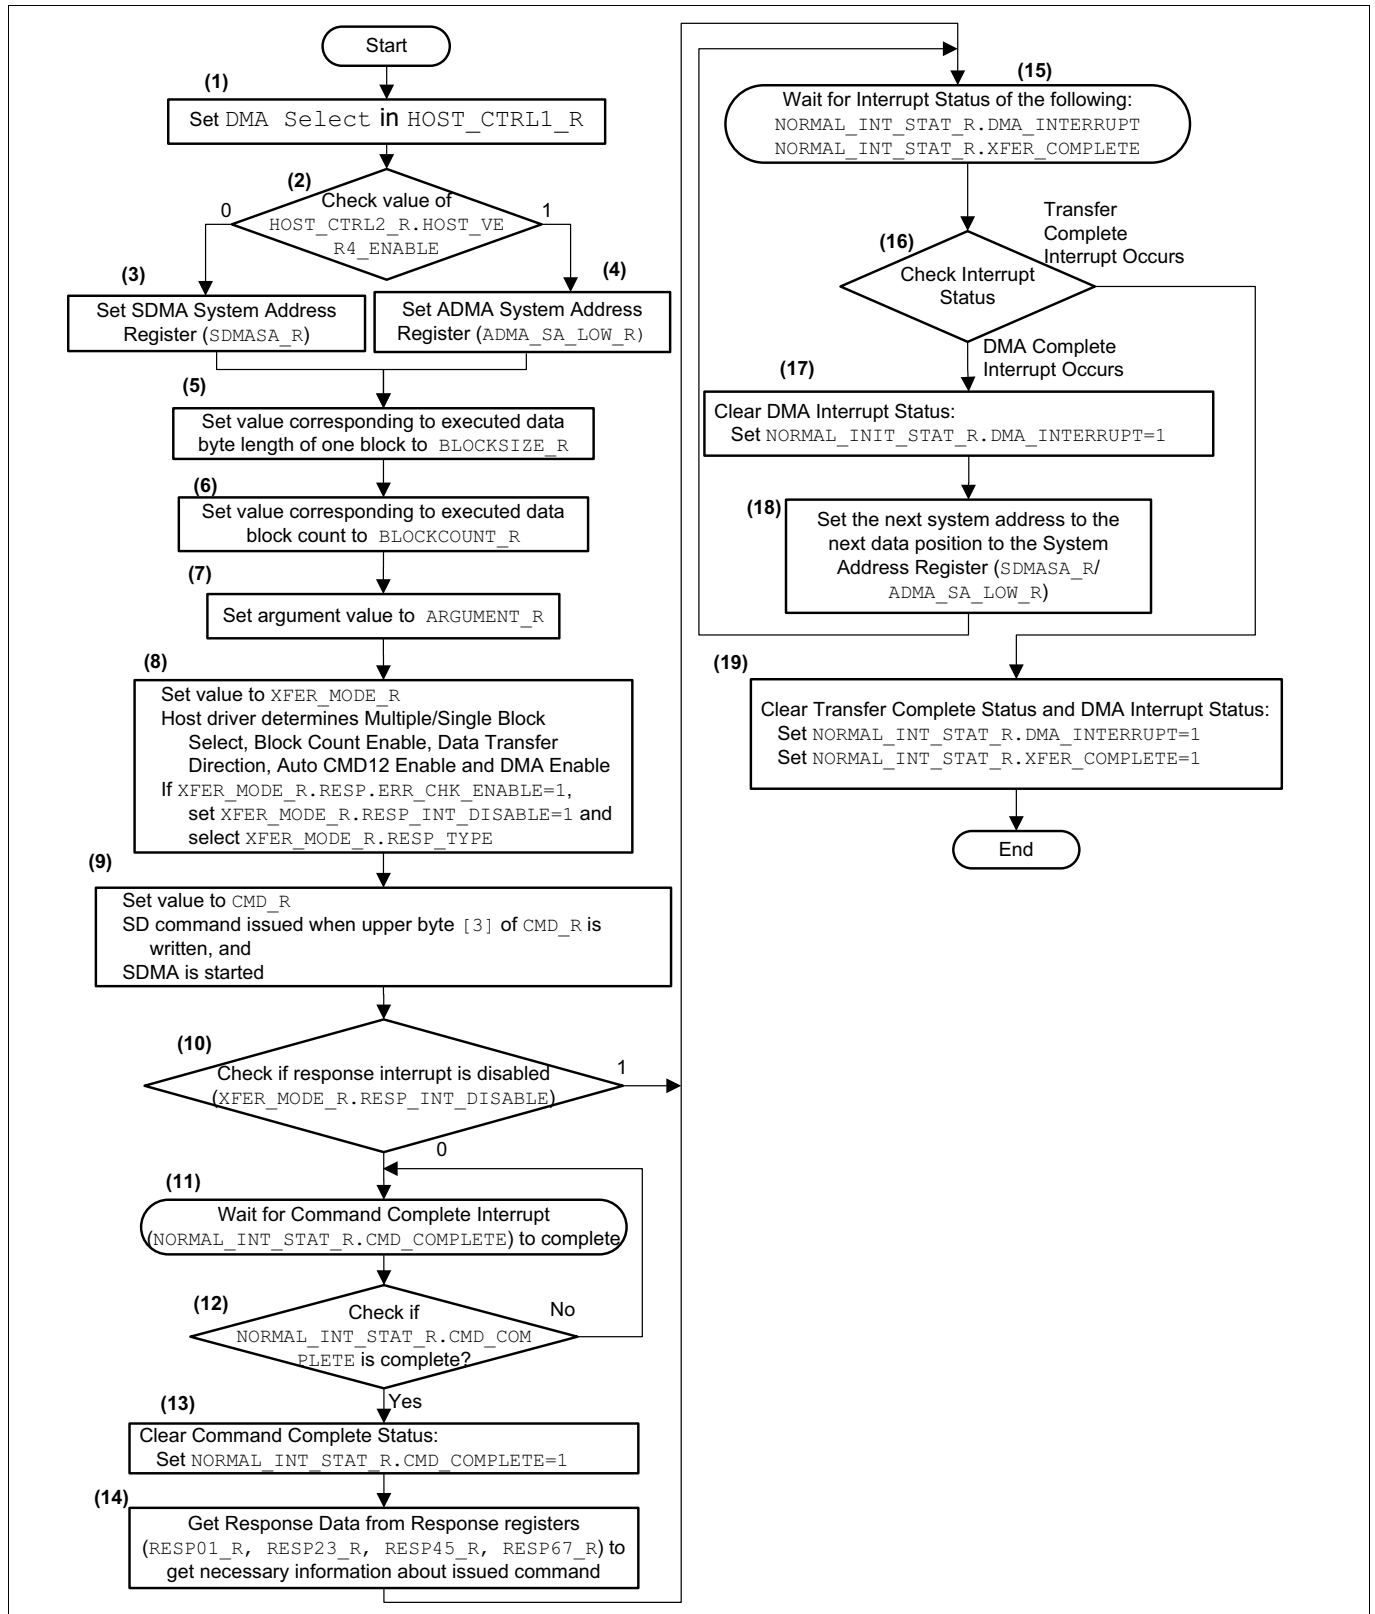 Start
(1)
Set DMA Select in HOST_CTRL1_R
(2)
Check value of
HOST_CTRL2_R.HOST_VE
R4_ENABLE
0
1
(3)
Set SDMA System Address
Register (SDMASA_R)
(4)
Set ADMA System Address
Register (ADMA_SA_LOW_R)
(5)
Set value corresponding to executed data
byte length of one block to BLOCKSIZE_R
(6)
Set value corresponding to executed data
block count to BLOCKCOUNT_R
(7)
Set argument value to ARGUMENT_R
(8)
Set value to XFER_MODE_R
Host driver determines Multiple/Single Block
Select, Block Count Enable, Data Transfer
Direction, Auto CMD12 Enable and DMA Enable
If XFER_MODE_R.RESP.ERR_CHK_ENABLE=1,
set XFER_MODE_R.RESP_INT_DISABLE=1 and
select XFER_MODE_R.RESP_TYPE
(9)
Set value to CMD_R
SD command issued when upper byte [3] of CMD_R is
written, and
SDMA is started
(10)
Check if response interrupt is disabled
(XFER_MODE_R.RESP_INT_DISABLE)
1
0
(11)
Wait for Command Complete Interrupt
(NORMAL_INT_STAT_R.CMD_COMPLETE) to complete
(12)
Check if
NORMAL_INT_STAT_R.CMD_COM
PLETE is complete?
No
Yes
(13)
Clear Command Complete Status:
Set NORMAL_INT_STAT_R.CMD_COMPLETE=1
(14)
Get Response Data from Response registers
(RESP01_R, RESP23_R, RESP45_R, RESP67_R) to
get necessary information about issued command
(15)
Wait for Interrupt Status of the following:
NORMAL_INT_STAT_R.DMA_INTERRUPT
NORMAL_INT_STAT_R.XFER_COMPLETE
(16)
Check Interrupt
Status
Transfer
Complete
Interrupt Occurs
DMA Complete
Interrupt Occurs
(17)
Clear DMA Interrupt Status:
Set NORMAL_INIT_STAT_R.DMA_INTERRUPT=1
(18)
Set the next system address to the
next data position to the System
Address Register (SDMASA_R/
ADMA_SA_LOW_R)
(19)
Clear Transfer Complete Status and DMA Interrupt Status:
Set NORMAL_INT_STAT_R.DMA_INTERRUPT=1
Set NORMAL_INT_STAT_R.XFER_COMPLETE=1
End